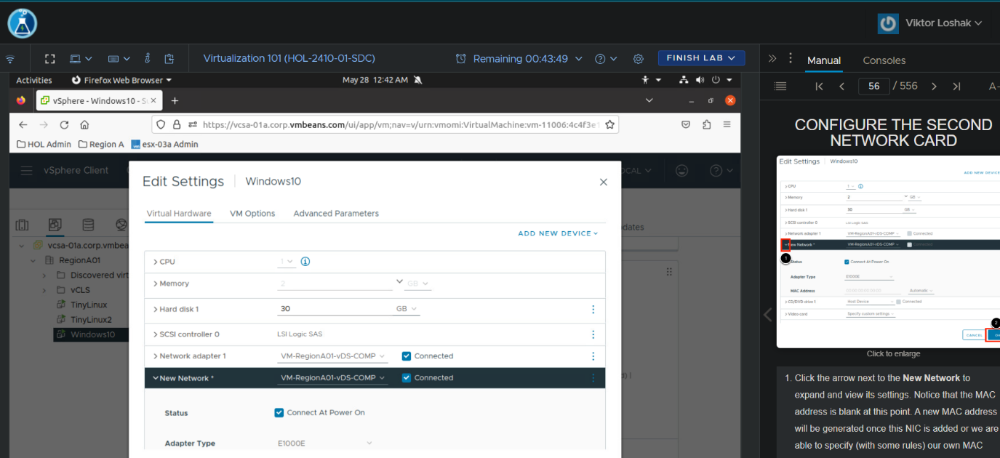 Viktor Loshak
Virtualization 101 (HOL-2410-01-SDC)
Remaining 00:43:49
FINISH LAB
Manual
Consoles
Activities
Firefox Web Browser
May 28 12:42 AM
56 / 556
A-
vSphere - Windows10 - S
https://vcsa-01a.corp.vmbeans.com/ui/app/vm;nav=v/urn:vmomi:VirtualMachine:vm-11006:4c4f3e1
HOL Admin
Region A
esx-03a Admin
vSphere Client
OCAL
Edit Settings
Windows10
Virtual Hardware
VM Options
Advanced Parameters
dates
ADD NEW DEVICE
vcsa-01a.corp.vmbea
RegionA01
Discovered virt
vCLS
TinyLinux
TinyLinux2
Windows10
CPU
1
Memory
2
GB
Hard disk 1
30
GB
SCSI controller 0
LSI Logic SAS
Network adapter 1
VM-RegionA01-vDS-COMP
Connected
New Network *
VM-RegionA01-vDS-COMP
Connected
Status
Connect At Power On
Adapter Type
E1000E
CONFIGURE THE SECOND
NETWORK CARD
Edit Settings
Windows10
ADD NEW DEVICE
CPU
1
Memory
2
GB
Hard disk 1
30
GB
SCSI controller 0
LSI Logic SAS
Network adapter 1
VM-RegionA01-vDS-COMP
Connected
New Network *
VM-RegionA01-vDS-COMP
Connected
1
Status
Connect At Power On
Adapter Type
E1000E
MAC Address
00:00:00:00:00:00
Automatic
CD/DVD drive 1
Host Device
Connected
Video card
Specify custom settings
2
CANCEL
Click to enlarge
1. Click the arrow next to the New Network to
expand and view its settings. Notice that the MAC
address is blank at this point. A new MAC address
will be generated once this NIC is added or we are
able to specify (with some rules) our own MAC